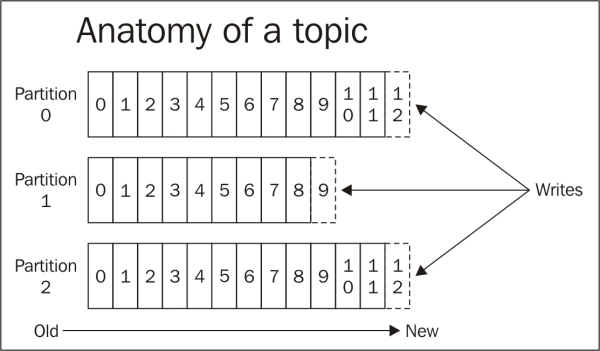 Anatomy of a topic
Partition
0
0 1 2 3 4 5 6 7 8 9 10 11 12
Partition
1
0 1 2 3 4 5 6 7 8 9
Writes
Partition
2
0 1 2 3 4 5 6 7 8 9 10 11 12
Old New